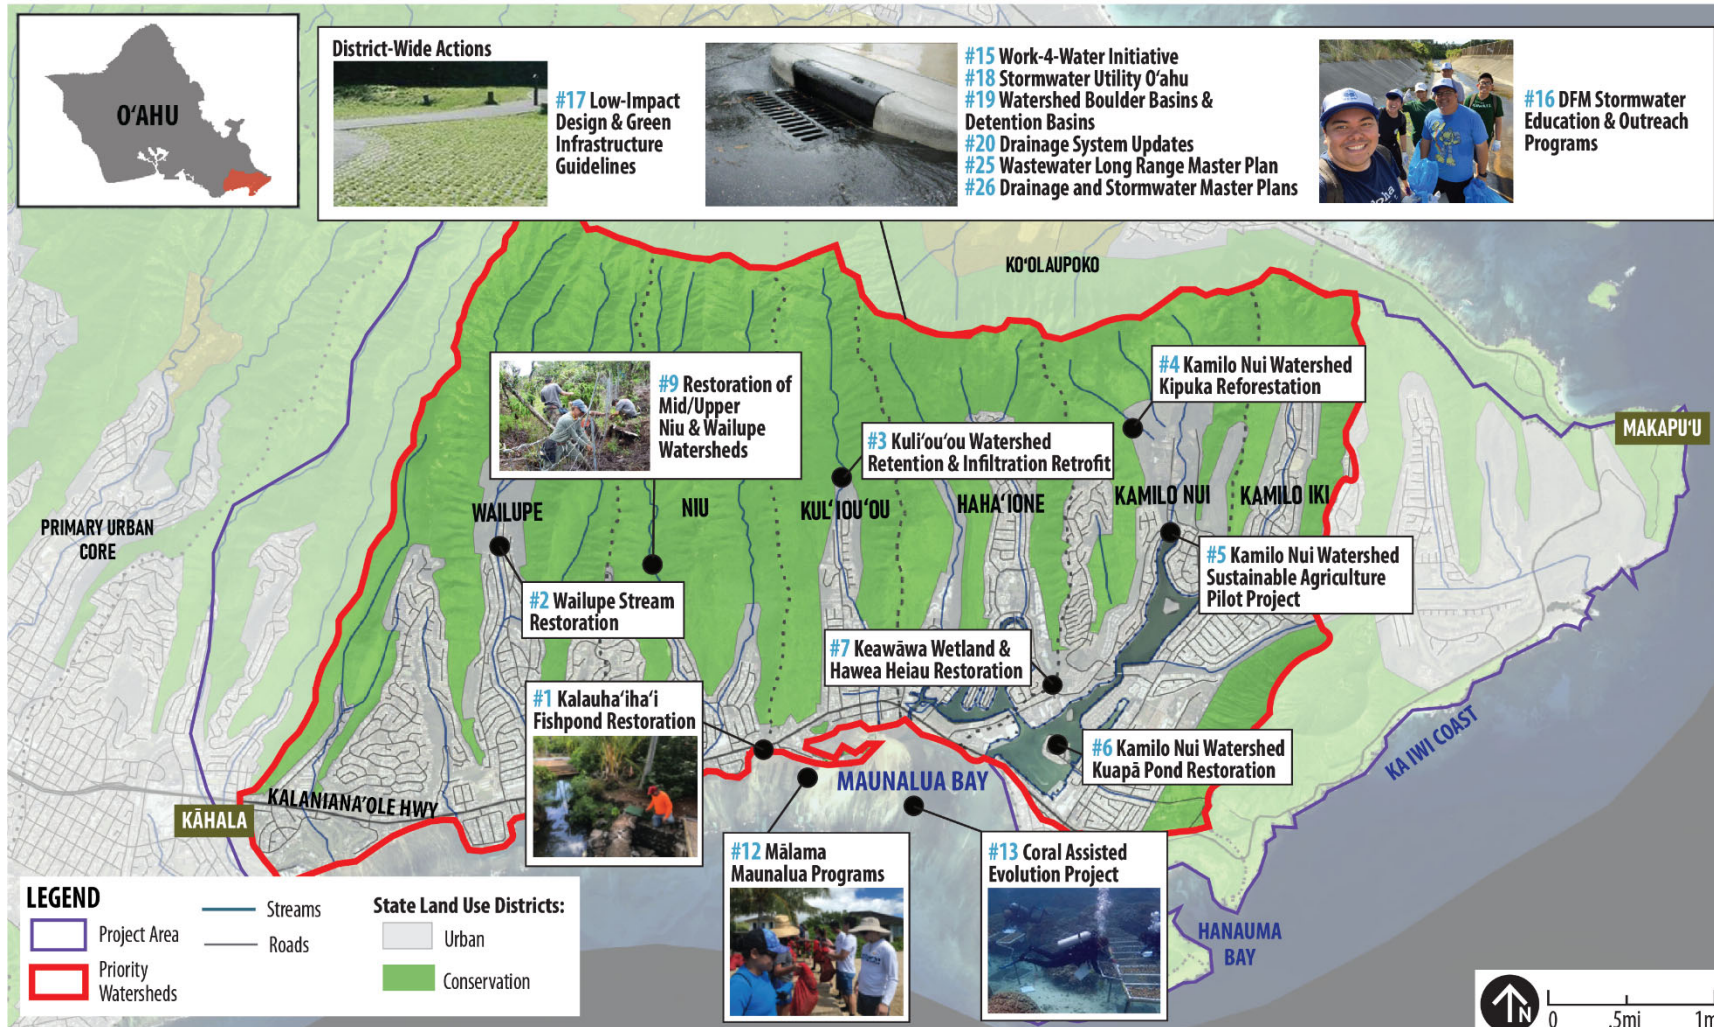 O‘AHU
District-Wide Actions
#17 Low-Impact
Design & Green
Infrastructure
Guidelines
#15 Work-4-Water Initiative
#18 Stormwater Utility O‘ahu
#19 Watershed Boulder Basins &
Detention Basins
#20 Drainage System Updates
#25 Wastewater Long Range Master Plan
#26 Drainage and Stormwater Master Plans
#16 DFM Stormwater
Education & Outreach
Programs
KO‘OLAUPOKO
#9 Restoration of
Mid/Upper
Niu & Wailupe
Watersheds
#4 Kamilo Nui Watershed
Kipuka Reforestation
#3 Kuli‘ou‘ou Watershed
Retention & Infiltration Retrofit
MAKAPU‘U
PRIMARY URBAN
CORE
WAILUPE
NIU
KUL‘IOU‘OU
HAHA‘IONE
KAMILO NUI
KAMILO IKI
#5 Kamilo Nui Watershed
Sustainable Agriculture
Pilot Project
#2 Wailupe Stream
Restoration
#7 Keawāwa Wetland &
Hawea Heiau Restoration
#1 Kalauha‘iha‘i
Fishpond Restoration
#6 Kamilo Nui Watershed
Kuapā Pond Restoration
MAUNALUA BAY
KA IWI COAST
KĀHALA
KALANIANA‘OLE HWY
#12 Mālama
Maunalua Programs
#13 Coral Assisted
Evolution Project
HANAUMA
BAY
LEGEND
Project Area
Priority
Watersheds
Streams
Roads
State Land Use Districts:
Urban
Conservation
N
0 .5mi 1m